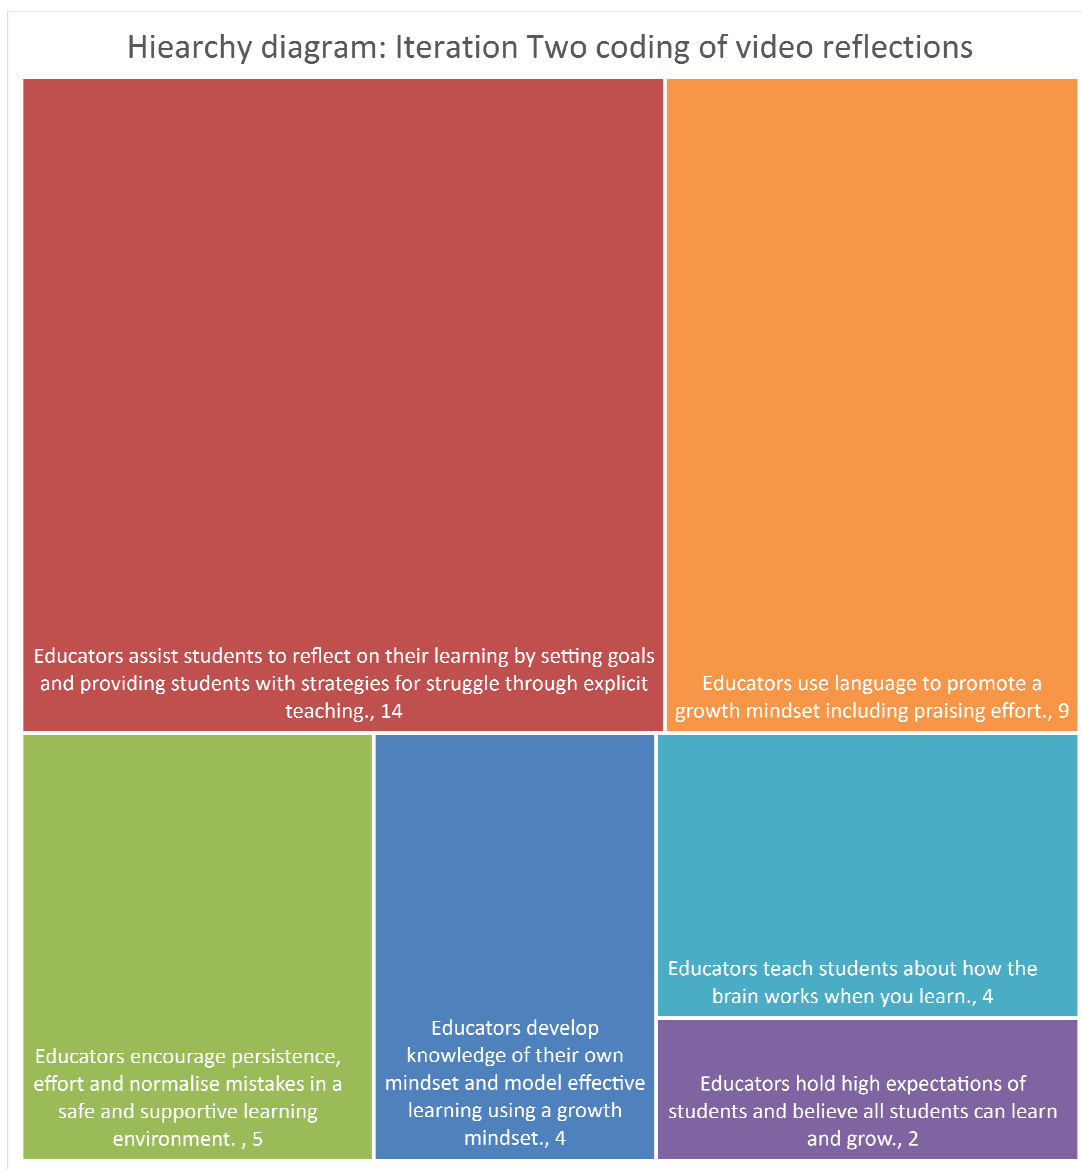 Hiearchy diagram: Iteration Two coding of video reflections
Educators assist students to reflect on their learning by setting goals
and providing students with strategies for struggle through explicit
teaching., 14
Educators use language to promote a
growth mindset including praising effort., 9
Educators encourage persistence,
effort and normalise mistakes in a
safe and supportive learning
environment. , 5
Educators develop
knowledge of their own
mindset and model effective
learning using a growth
mindset., 4
Educators teach students about how the
brain works when you learn., 4
Educators hold high expectations of
students and believe all students can learn
and grow., 2